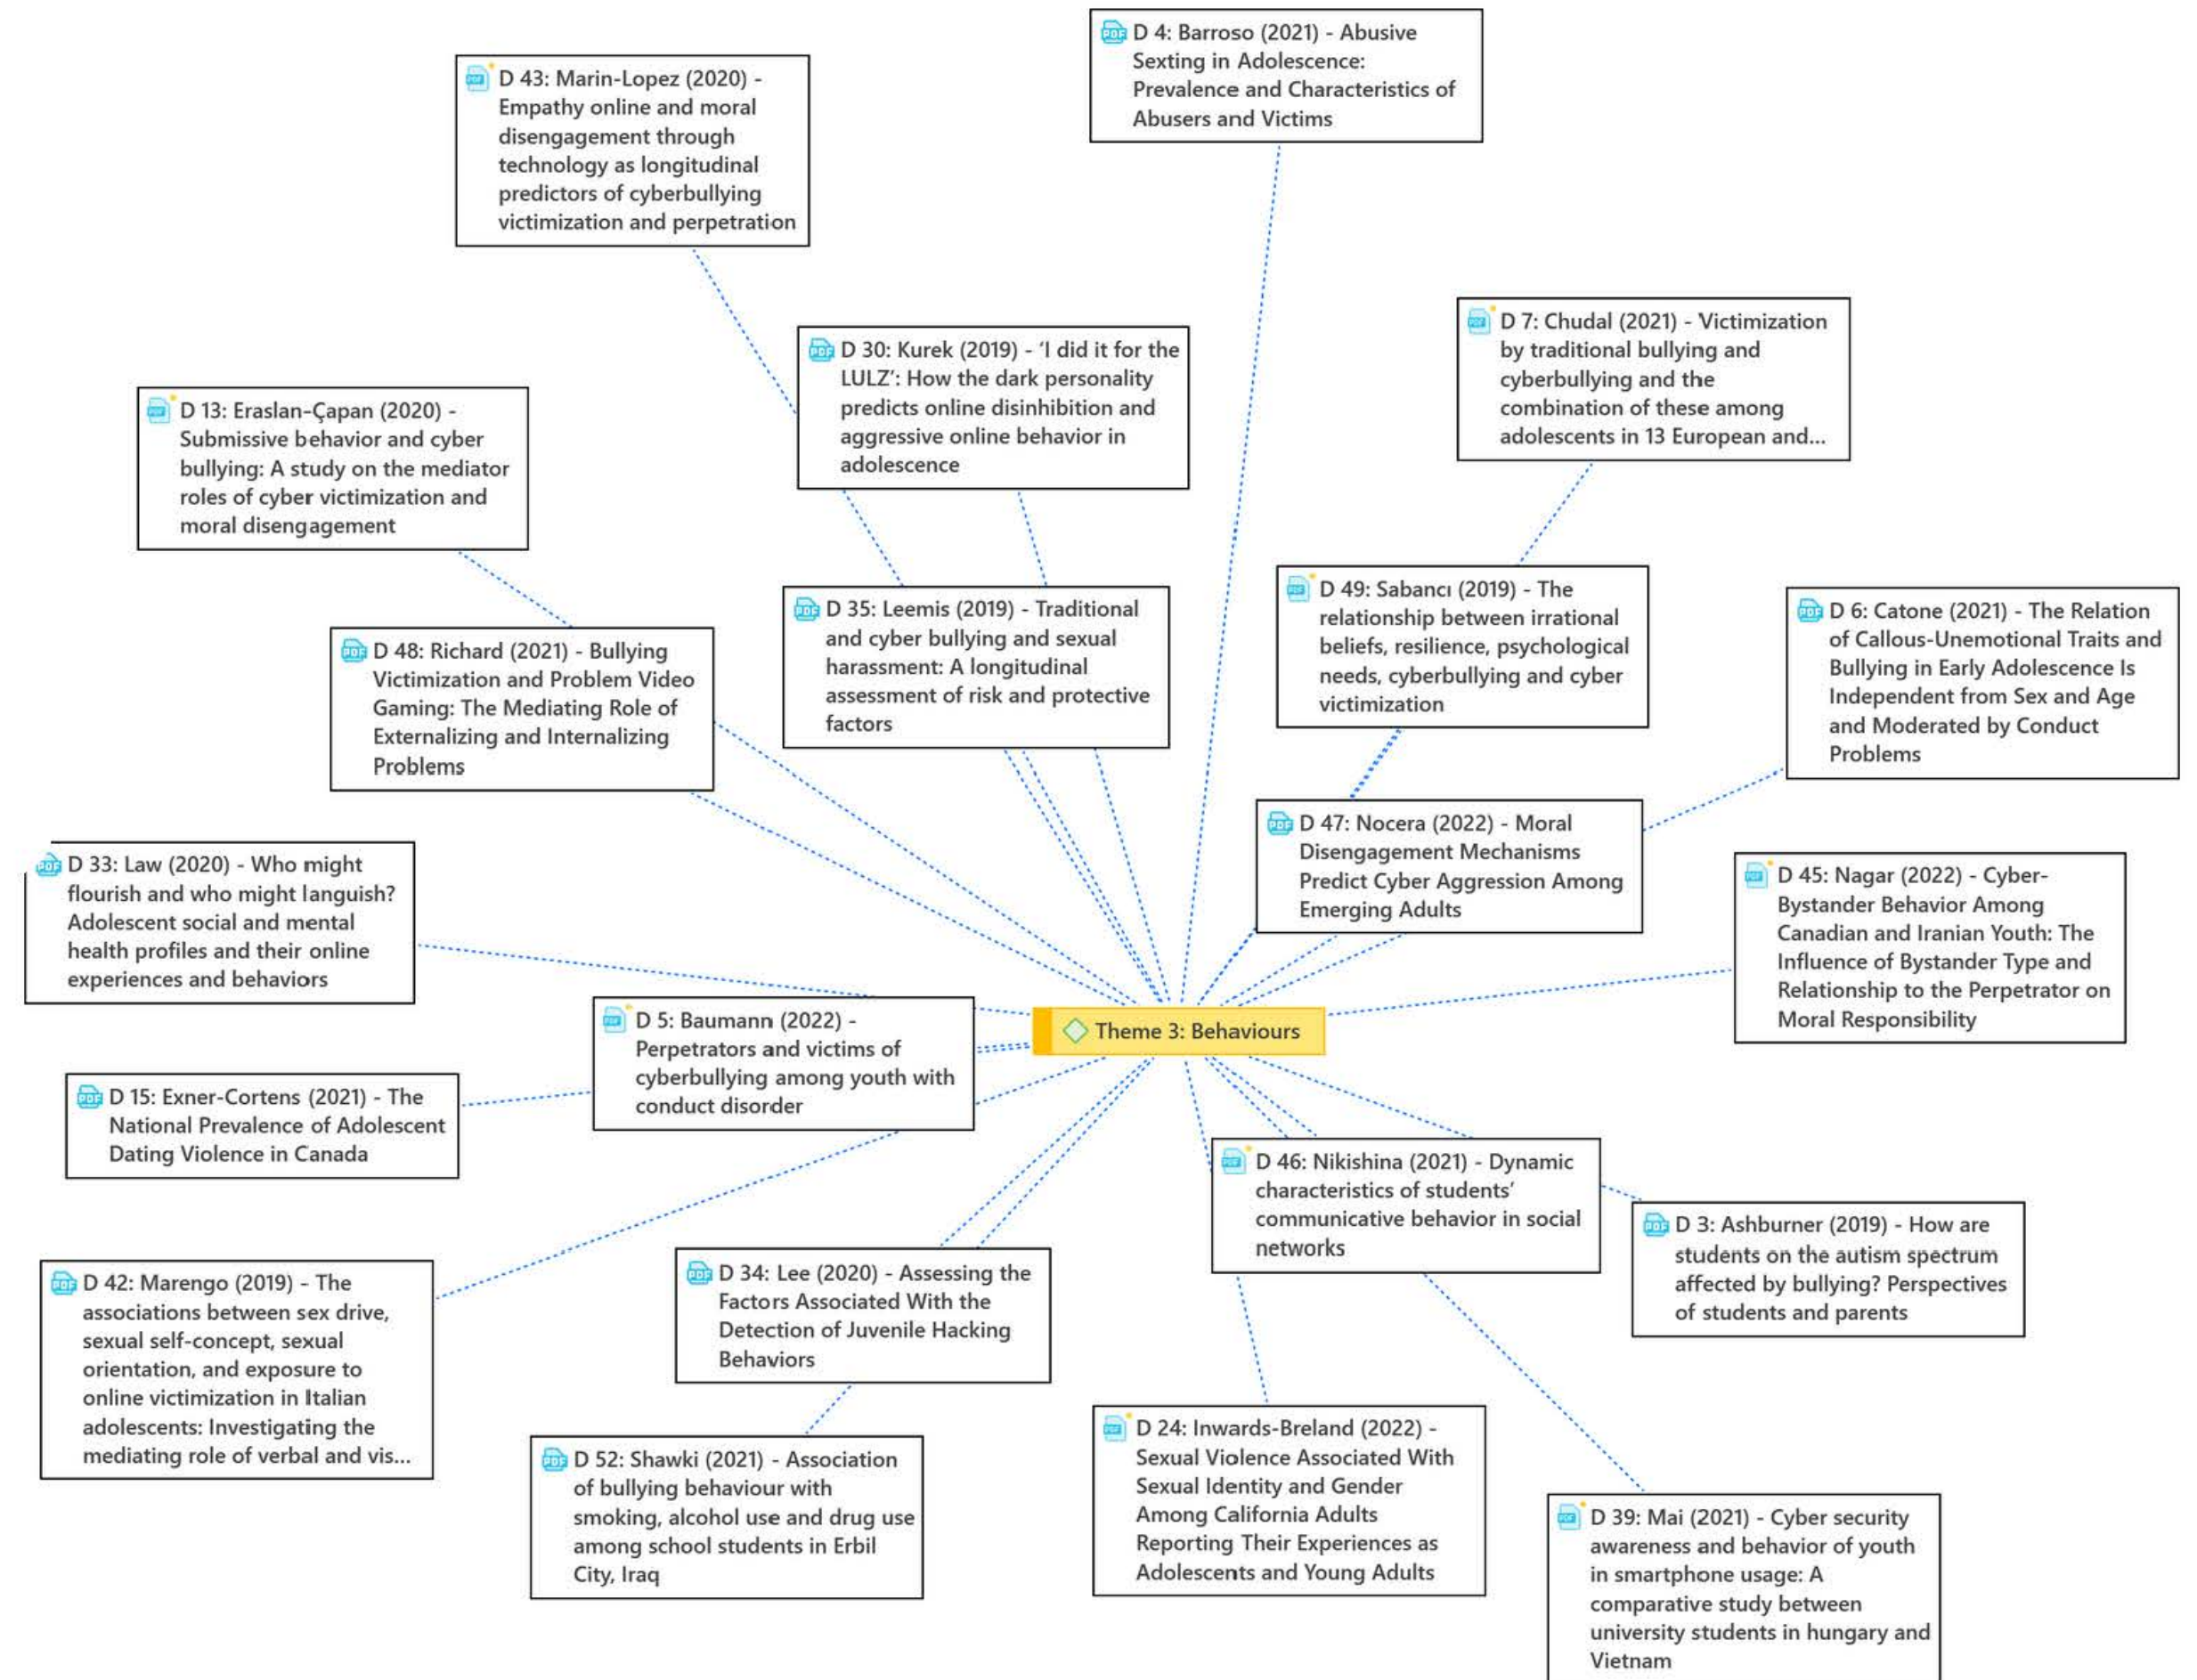 D 4: Barroso (2021) - Abusive
Sexting in Adolescence:
Prevalence and Characteristics of
Abusers and Victims
D 43: Marin-Lopez (2020) -
Empathy online and moral
disengagement through
technology as longitudinal
predictors of cyberbullying
victimization and perpetration
D 7: Chudal (2021) - Victimization
by traditional bullying and
cyberbullying and the
combination of these among
adolescents in 13 European and...
D 30: Kurek (2019) - ‘I did it for the
LULZ’: How the dark personality
predicts online disinhibition and
aggressive online behavior in
adolescence
D 13: Eraslan-Çapan (2020) -
Submissive behavior and cyber
bullying: A study on the mediator
roles of cyber victimization and
moral disengagement
D 49: Sabancı (2019) - The
relationship between irrational
beliefs, resilience, psychological
needs, cyberbullying and cyber
victimization
D 6: Catone (2021) - The Relation
of Callous-Unemotional Traits and
Bullying in Early Adolescence Is
Independent from Sex and Age
and Moderated by Conduct
Problems
D 35: Leemis (2019) - Traditional
and cyber bullying and sexual
harassment: A longitudinal
assessment of risk and protective
factors
D 48: Richard (2021) - Bullying
Victimization and Problem Video
Gaming: The Mediating Role of
Externalizing and Internalizing
Problems
D 47: Nocera (2022) - Moral
Disengagement Mechanisms
Predict Cyber Aggression Among
Emerging Adults
D 33: Law (2020) - Who might
flourish and who might languish?
Adolescent social and mental
health profiles and their online
experiences and behaviors
D 45: Nagar (2022) - Cyber-
Bystander Behavior Among
Canadian and Iranian Youth: The
Influence of Bystander Type and
Relationship to the Perpetrator on
Moral Responsibility
D 5: Baumann (2022) -
Perpetrators and victims of
cyberbullying among youth with
conduct disorder
Theme 3: Behaviours
D 15: Exner-Cortens (2021) - The
National Prevalence of Adolescent
Dating Violence in Canada
D 46: Nikishina (2021) - Dynamic
characteristics of students’
communicative behavior in social
networks
D 3: Ashburner (2019) - How are
students on the autism spectrum
affected by bullying? Perspectives
of students and parents
D 42: Marengo (2019) - The
associations between sex drive,
sexual self-concept, sexual
orientation, and exposure to
online victimization in Italian
adolescents: Investigating the
mediating role of verbal and vis...
D 34: Lee (2020) - Assessing the
Factors Associated With the
Detection of Juvenile Hacking
Behaviors
D 52: Shawki (2021) - Association
of bullying behaviour with
smoking, alcohol use and drug use
among school students in Erbil
City, Iraq
D 24: Inwards-Breland (2022) -
Sexual Violence Associated With
Sexual Identity and Gender
Among California Adults
Reporting Their Experiences as
Adolescents and Young Adults
D 39: Mai (2021) - Cyber security
awareness and behavior of youth
in smartphone usage: A
comparative study between
university students in hungary and
Vietnam